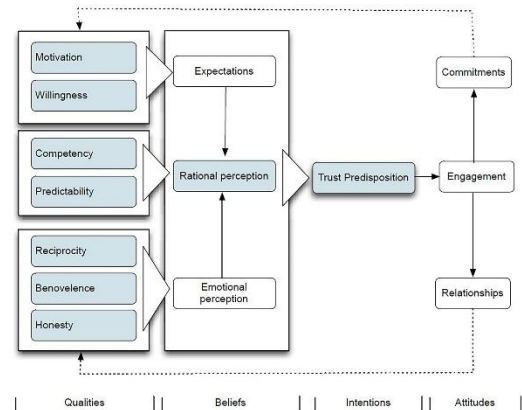 Motivation
Willingness
Competency
Predictability
Reciprocity
Benovelence
Honesty
Expectations
Rational perception
Emotional
perception
Trust Predisposition
Commitments
Engagement
Relationships
Qualities
Beliefs
Intentions
Attitudes